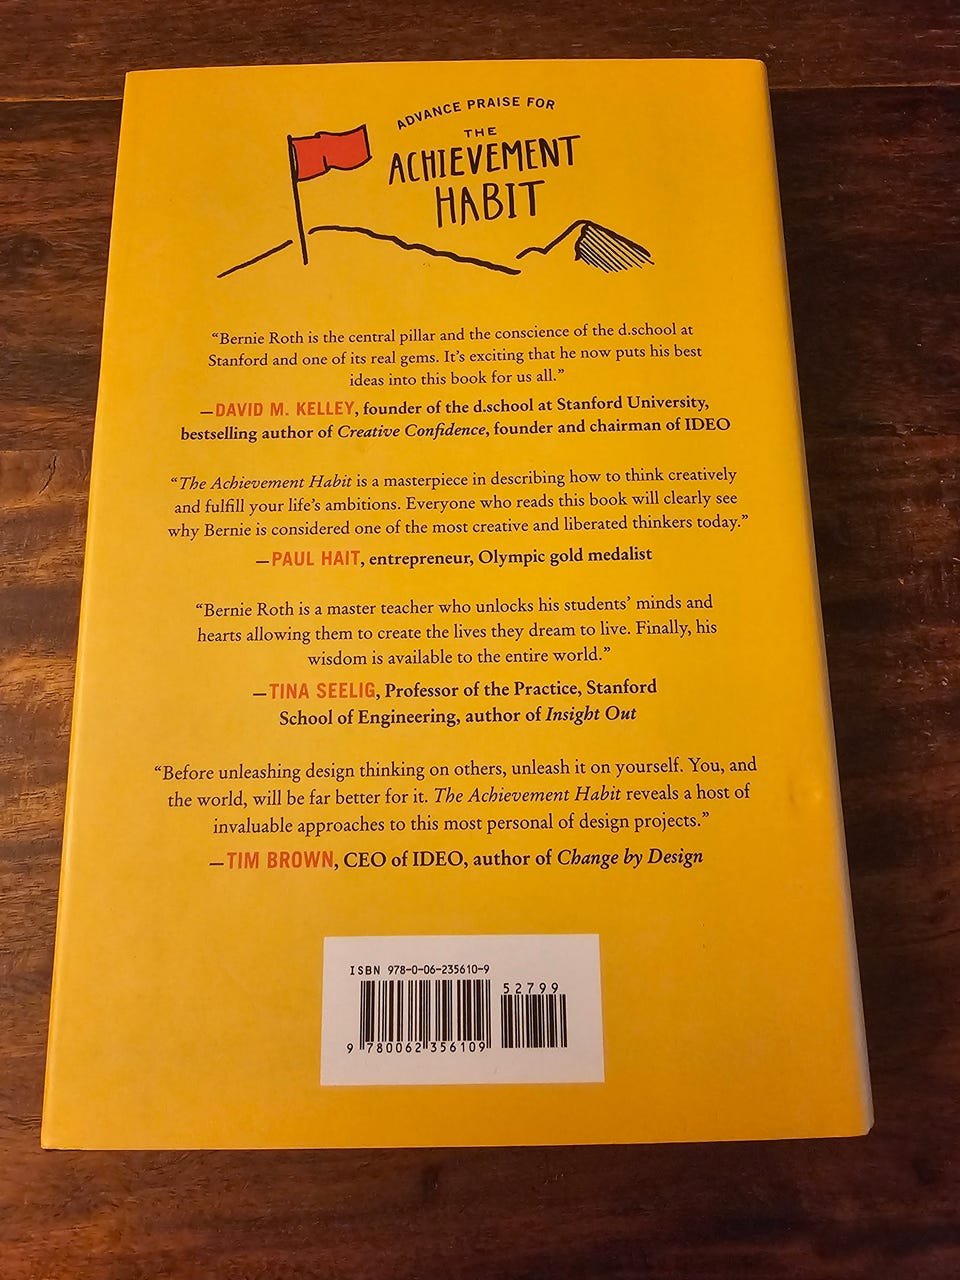 ADVANCE PRAISE FOR
THE
ACHIEVEMENT
HABIT
“Bernie Roth is the central pillar and the conscience of the d.school at
Stanford and one of its real gems. It’s exciting that he now puts his best
ideas into this book for us all.”
—DAVID M. KELLEY, founder of the d.school at Stanford University,
bestselling author of Creative Confidence, founder and chairman of IDEO
“The Achievement Habit is a masterpiece in describing how to think creatively
and fulfill your life’s ambitions. Everyone who reads this book will clearly see
why Bernie is considered one of the most creative and liberated thinkers today.”
—PAUL HAIT, entrepreneur, Olympic gold medalist
“Bernie Roth is a master teacher who unlocks his students’ minds and
hearts allowing them to create the lives they dream to live. Finally, his
wisdom is available to the entire world.”
—TINA SEELIG, Professor of the Practice, Stanford
School of Engineering, author of Insight Out
“Before unleashing design thinking on others, unleash it on yourself. You, and
the world, will be far better for it. The Achievement Habit reveals a host of
invaluable approaches to this most personal of design projects.”
—TIM BROWN, CEO of IDEO, author of Change by Design
ISBN 978-0-06-235610-9
52799
9 780062 356109